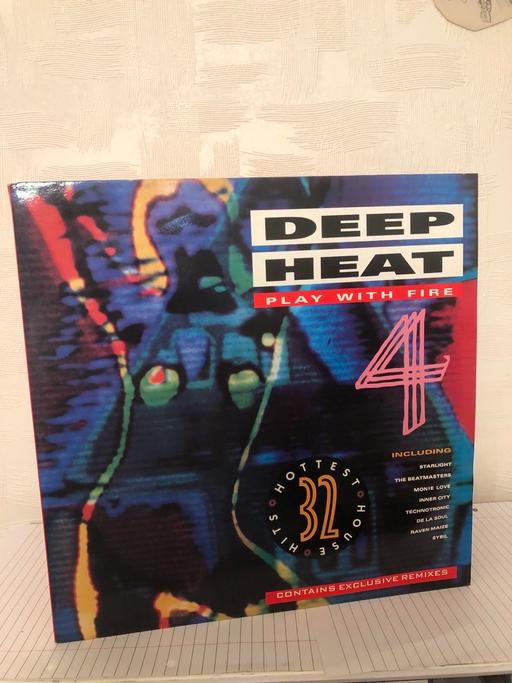 DEEP
HEAT
PLAY WITH FIRE
4
INCLUDING
STARLIGHT
THE BEATMASTERS
MONIE LOVE
INNER CITY
TECHNOTRONIC
DE LA SOUL
RAVEN MAIZE
SYBIL
32
HOTTEST HOUSE HITS
CONTAINS EXCLUSIVE REMIXES